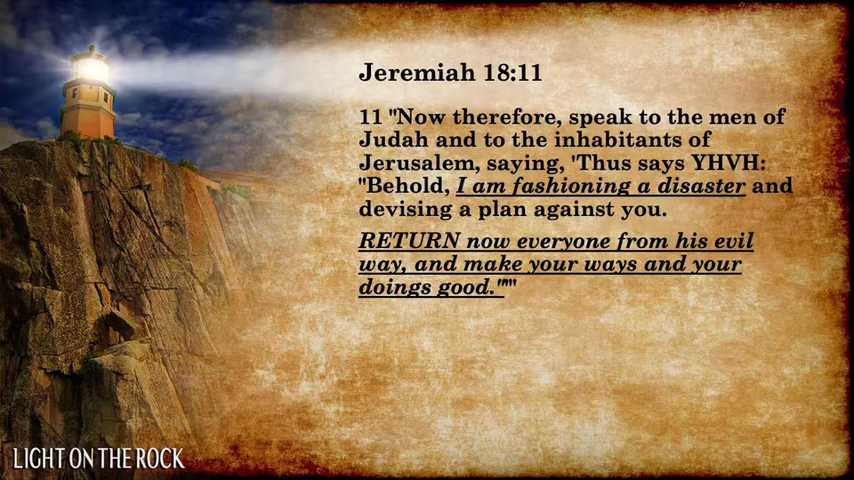 Jeremiah 18:11
11 "Now therefore, speak to the men of
Judah and to the inhabitants of
Jerusalem, saying, 'Thus says YHVH:
"Behold, I am fashioning a disaster and
devising a plan against you.
RETURN now everyone from his evil
way, and make your ways and your
doings good."'"
LIGHT ON THE ROCK